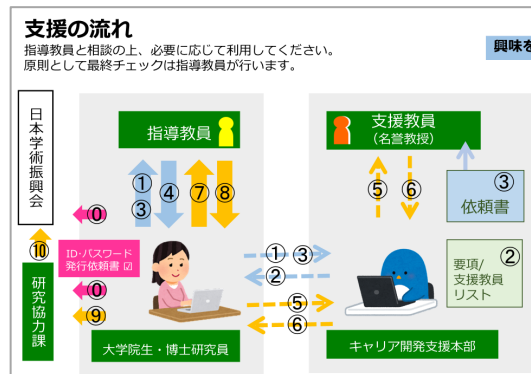 支援の流れ
指導教員と相談の上、必要に応じて利用してください。
原則として最終チェックは指導教員が行います。
興味を
日本学術振興会
指導教員
支援教員
(名誉教授)
①
③
④
⑦
⑧
⑤
⑥
③
依頼書
⓪
⑩
ID・パスワード
発行依頼書 ☑
① ③
②
②
要項/
支援教員
リスト
⓪
研究協力課
⑨
⑤
⑥
大学院生・博士研究員
キャリア開発支援本部